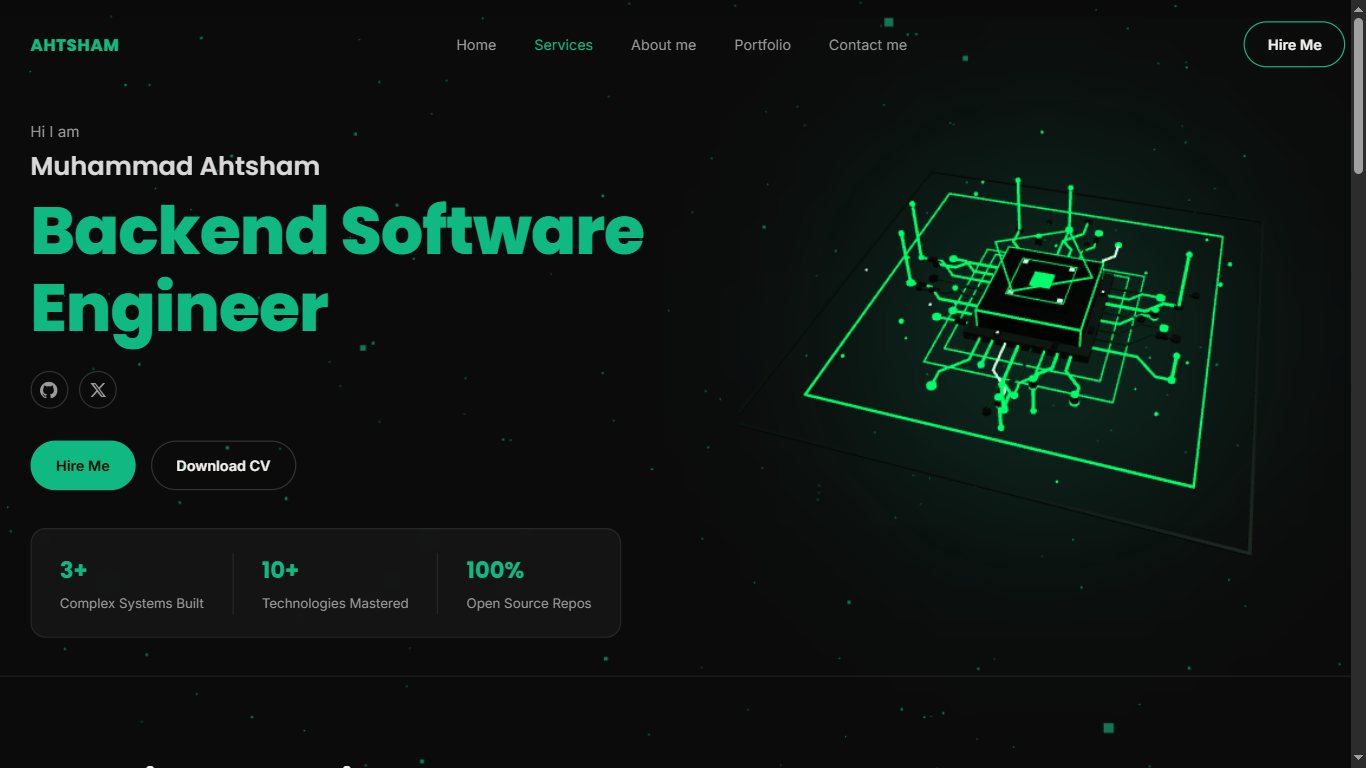 AHTSHAM
Home
Services
About me
Portfolio
Contact me
Hire Me
Hi I am
Muhammad Ahtsham
Backend Software
Engineer
Hire Me
Download CV
3+
Complex Systems Built
10+
Technologies Mastered
100%
Open Source Repos